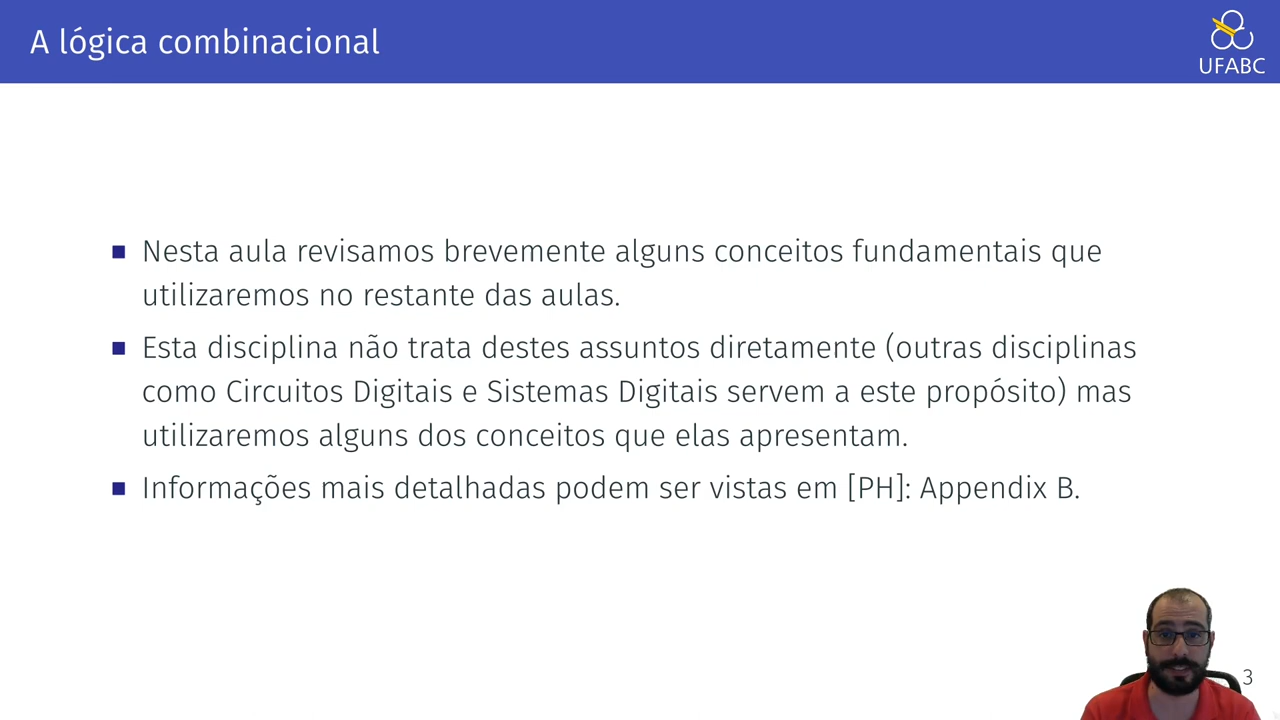 A lógica combinacional
UFABC
Nesta aula revisamos brevemente alguns conceitos fundamentais que
utilizaremos no restante das aulas.
Esta disciplina não trata destes assuntos diretamente (outras disciplinas
como Circuitos Digitais e Sistemas Digitais servem a este propósito) mas
utilizaremos alguns dos conceitos que elas apresentam.
Informações mais detalhadas podem ser vistas em [PH]: Appendix B.
3